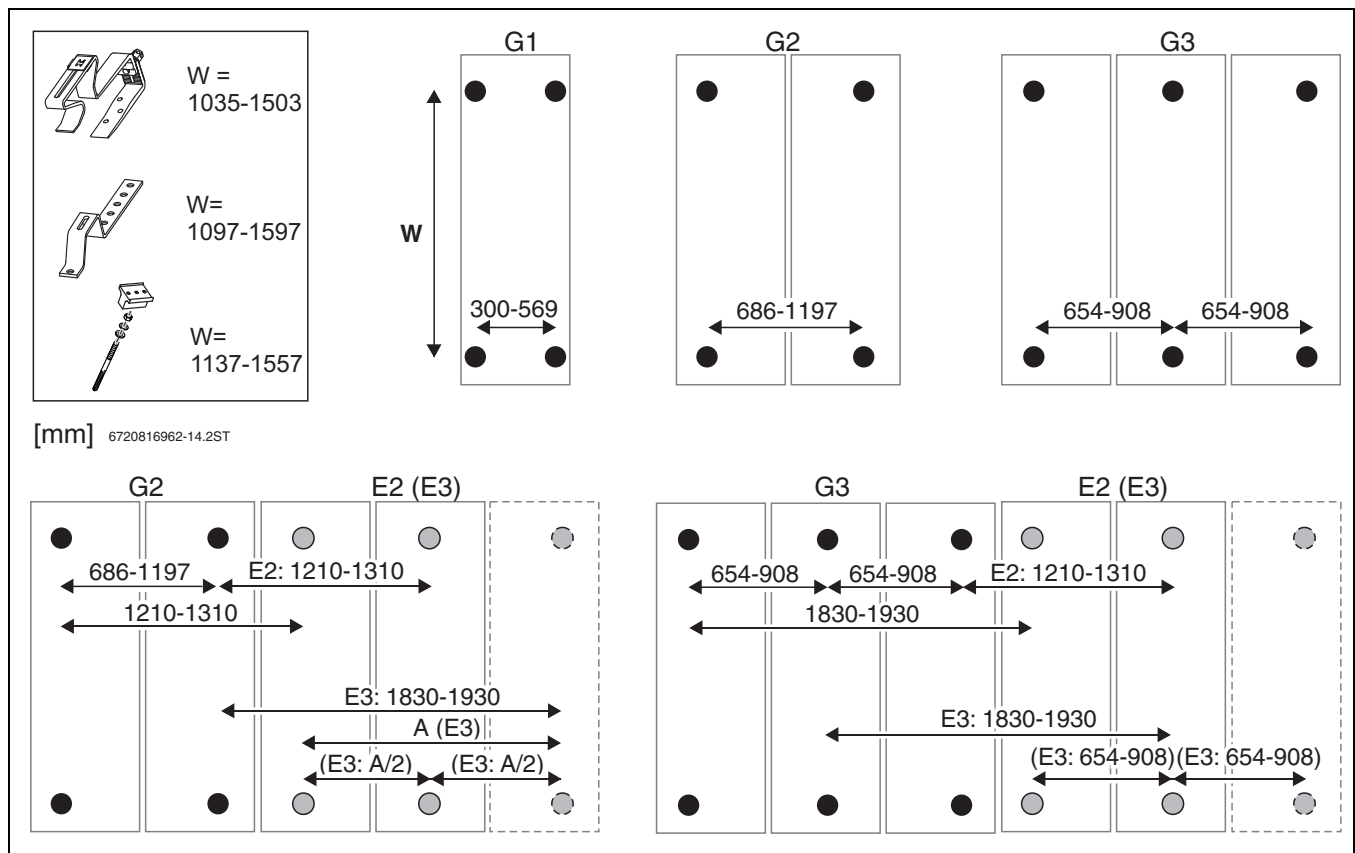 W =
1035-1503
W=
1097-1597
W=
1137-1557
G1
W
300-569
G2
686-1197
G3
654-908 654-908
[mm] 6720816962-14.2ST
G2 E2 (E3)
686-1197 E2: 1210-1310
1210-1310
E3: 1830-1930
A (E3)
(E3: A/2) (E3: A/2)
G3 E2 (E3)
654-908 654-908 E2: 1210-1310
1830-1930
E3: 1830-1930
(E3: 654-908) (E3: 654-908)